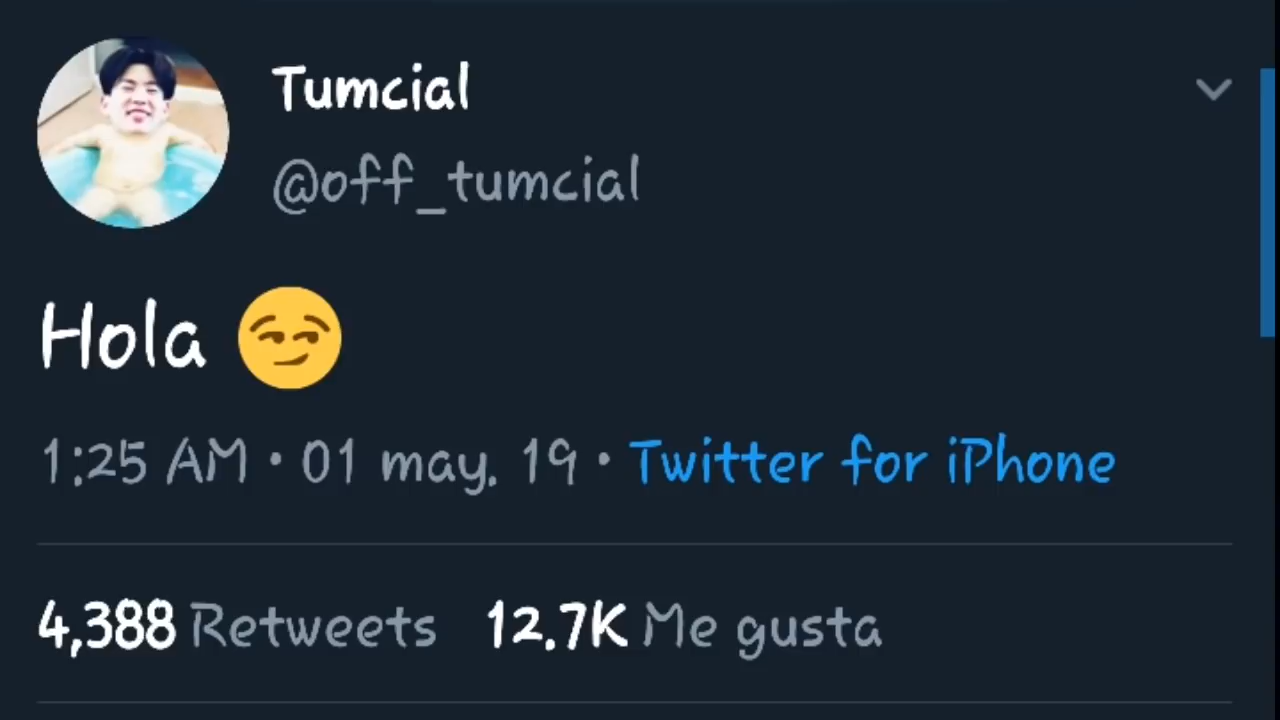 Tumcial
@off_tumcial
Hola 😏
1:25 AM • 01 may. 19 • Twitter for iPhone
4,388 Retweets 12.7K Me gusta